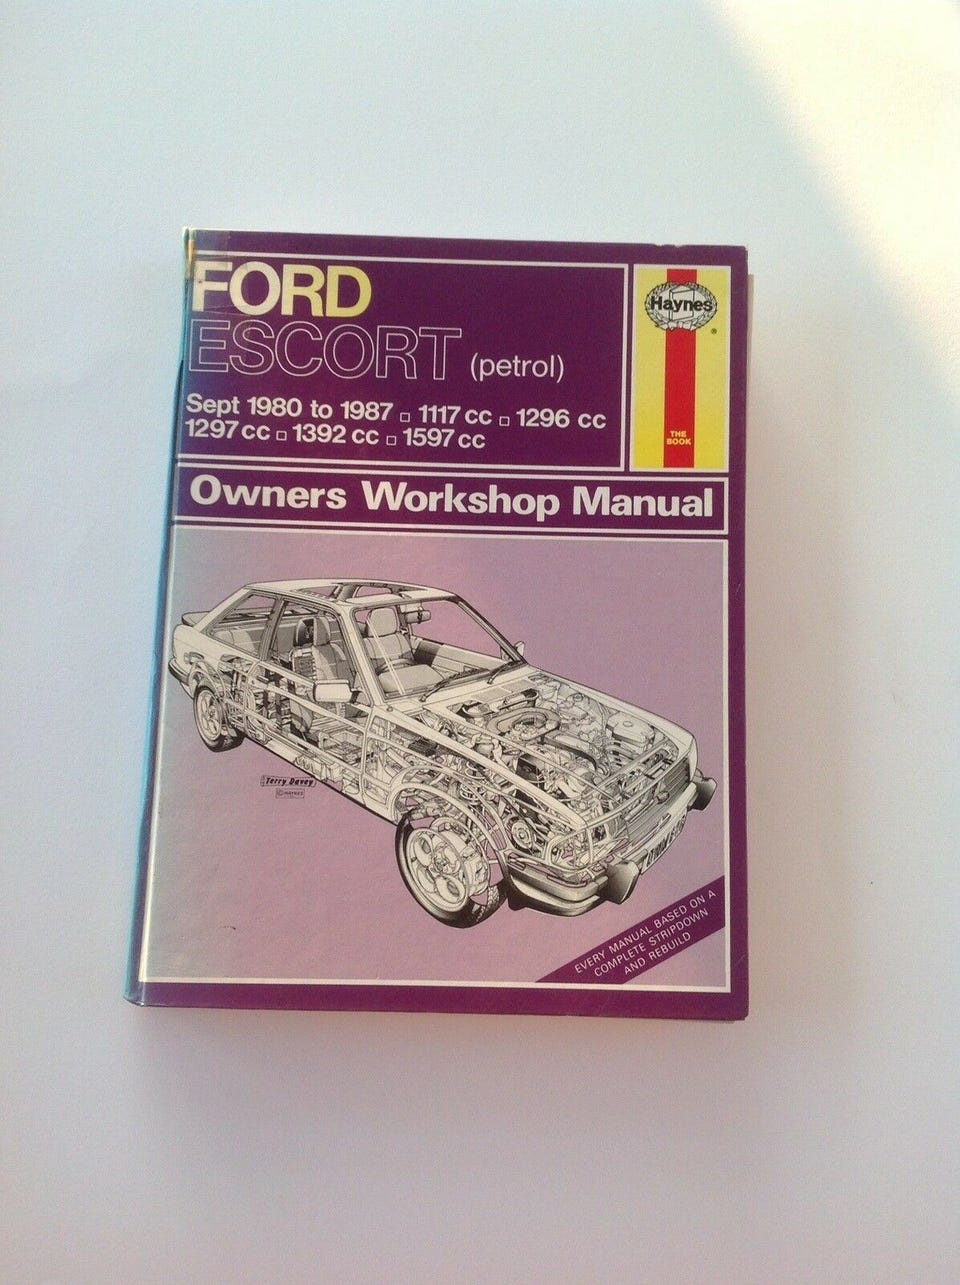 FORD
ESCORT (petrol)
Sept 1980 to 1987 □ 1117 cc □ 1296 cc
1297 cc □ 1392 cc □ 1597 cc
Haynes
®
THE
BOOK
Owners Workshop Manual
Terry Davey
© HAYNES
EVERY MANUAL BASED ON A
COMPLETE STRIPDOWN
AND REBUILD